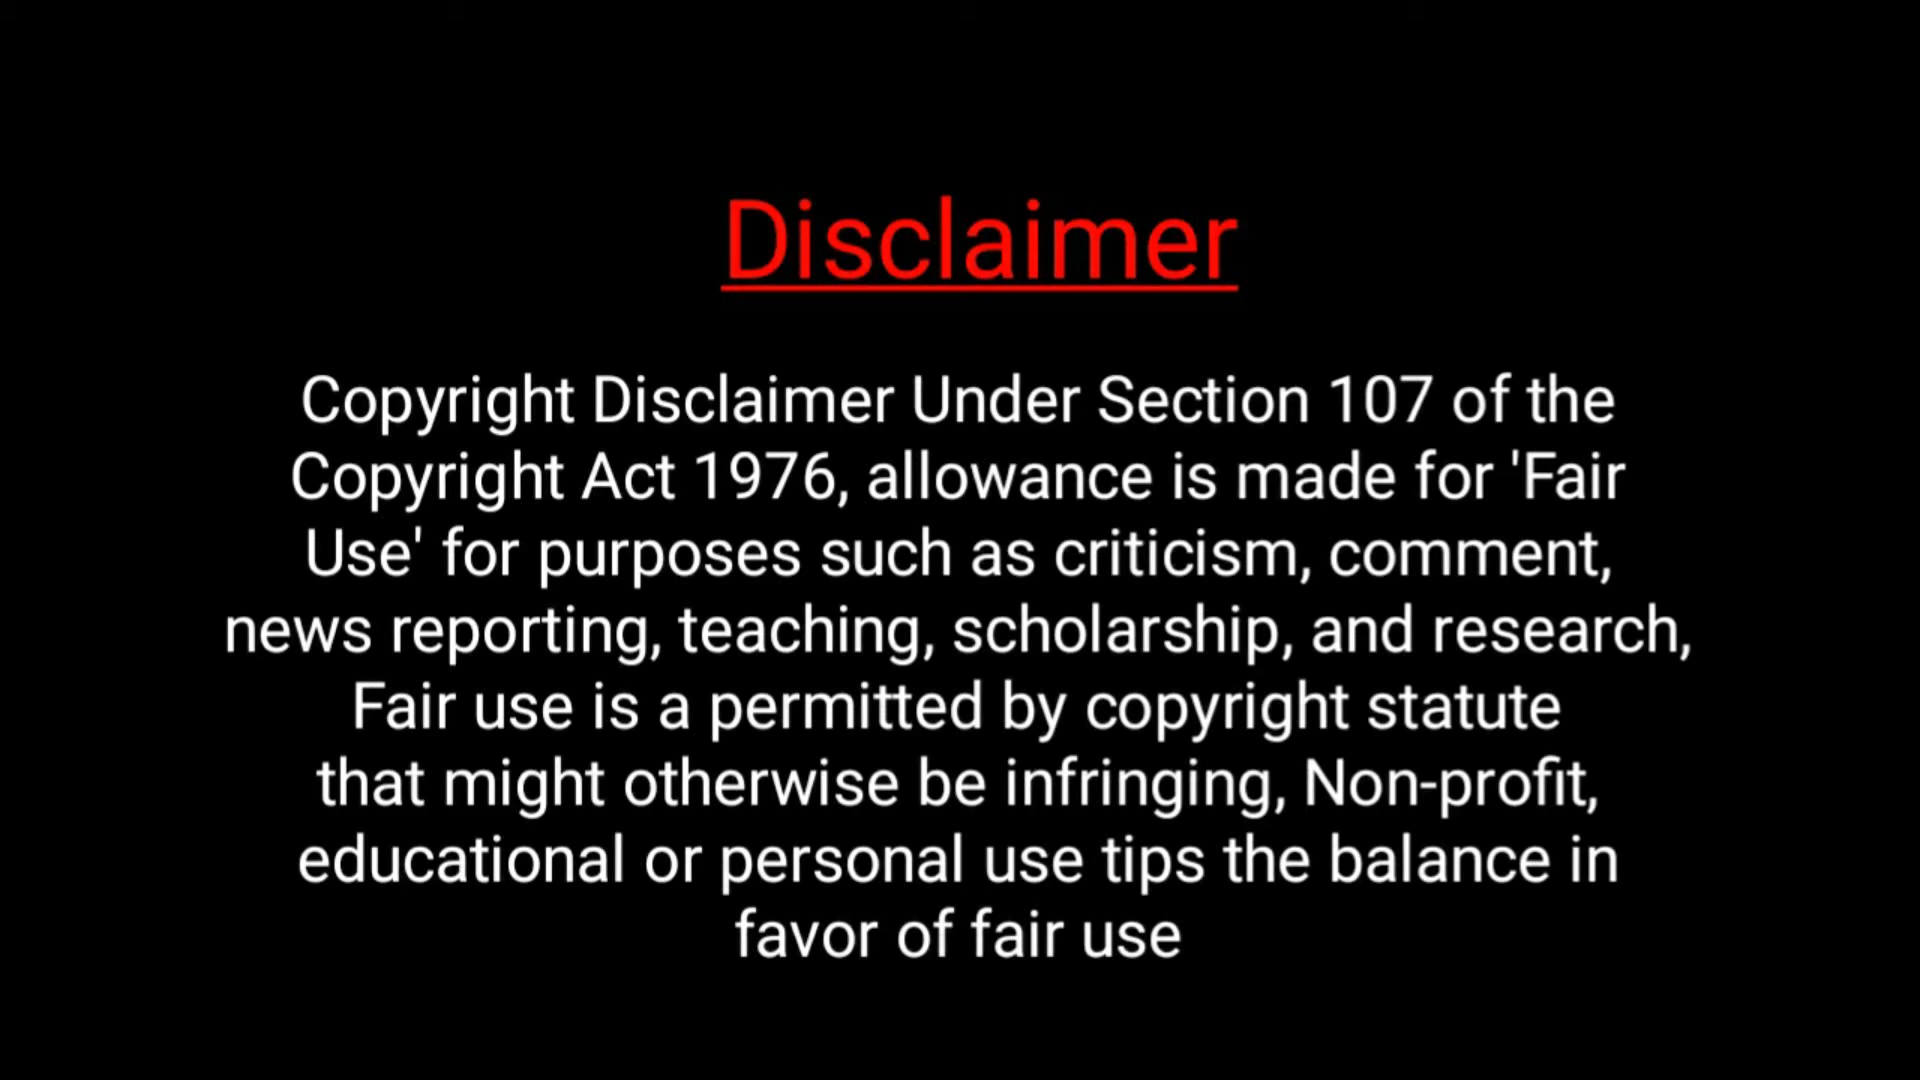 Disclaimer
Copyright Disclaimer Under Section 107 of the
Copyright Act 1976, allowance is made for 'Fair
Use' for purposes such as criticism, comment,
news reporting, teaching, scholarship, and research,
Fair use is a permitted by copyright statute
that might otherwise be infringing, Non-profit,
educational or personal use tips the balance in
favor of fair use